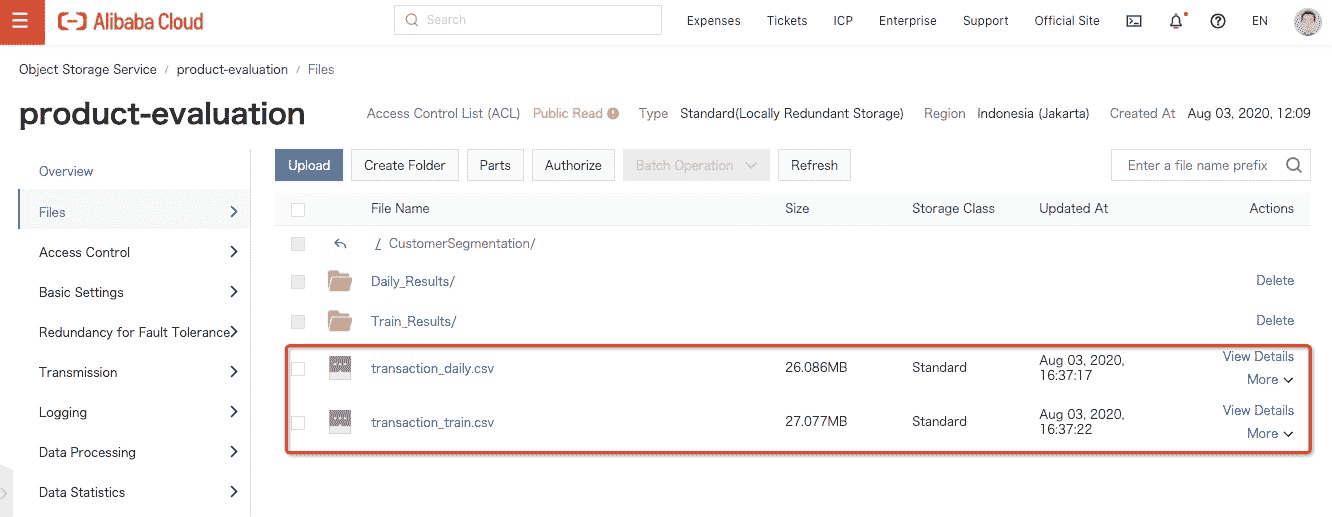 Alibaba Cloud Search Expenses Tickets ICP Enterprise Support Official Site EN
Object Storage Service / product-evaluation / Files
product-evaluation Access Control List (ACL) Public Read Type Standard(Locally Redundant Storage) Region Indonesia (Jakarta) Created At Aug 03, 2020, 12:09
Overview
Files
Access Control
Basic Settings
Redundancy for Fault Tolerance
Transmission
Logging
Data Processing
Data Statistics
Upload Create Folder Parts Authorize Batch Operation Refresh Enter a file name prefix
File Name Size Storage Class Updated At Actions
/ CustomerSegmentation/
Daily_Results/ Delete
Train_Results/ Delete
transaction_daily.csv 26.086MB Standard Aug 03, 2020, 16:37:17 View Details More
transaction_train.csv 27.077MB Standard Aug 03, 2020, 16:37:22 View Details More